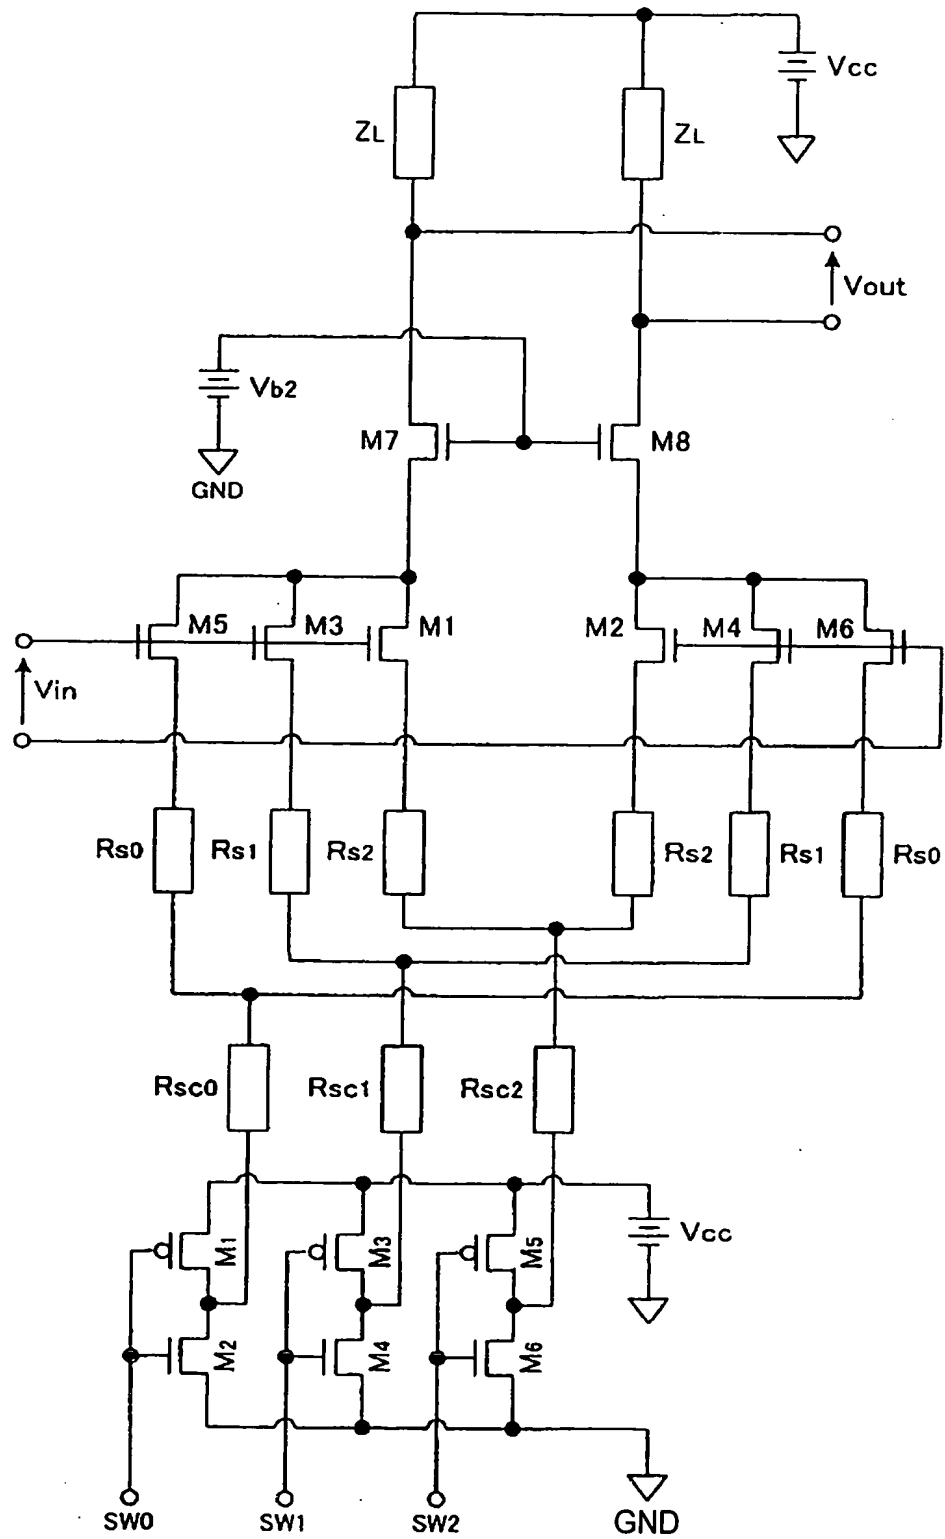 Vcc
ZL
ZL
Vout
Vb2
M7
M8
GND
M5
M3
M1
M2
M4
M6
Vin
Rs0
Rs1
Rs2
Rs2
Rs1
Rs0
Rsc0
Rsc1
Rsc2
M1
M3
M5
Vcc
M2
M4
M6
SW0
SW1
SW2
GND